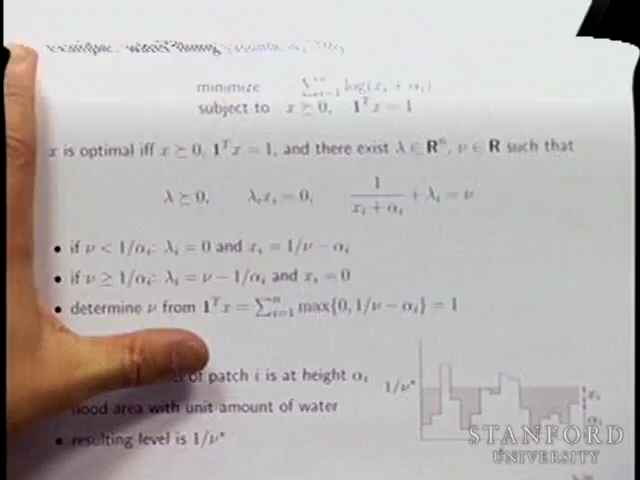 minimize − ∑ⁿᵢ₌₁ log(xᵢ + αᵢ)
subject to x ⪰ 0, 1ᵀx = 1
x is optimal iff x ⪰ 0, 1ᵀx = 1, and there exist λ ∈ Rⁿ, ν ∈ R such that
λ ⪰ 0, λᵢxᵢ = 0, 1/(xᵢ + αᵢ) + λᵢ = ν
• if ν < 1/αᵢ: λᵢ = 0 and xᵢ = 1/ν − αᵢ
• if ν ≥ 1/αᵢ: λᵢ = ν − 1/αᵢ and xᵢ = 0
• determine ν from 1ᵀx = ∑ⁿᵢ₌₁ max{0, 1/ν − αᵢ} = 1
of patch i is at height αᵢ
flood area with unit amount of water
• resulting level is 1/ν*
1/ν*
xᵢ
αᵢ
STANFORD
UNIVERSITY